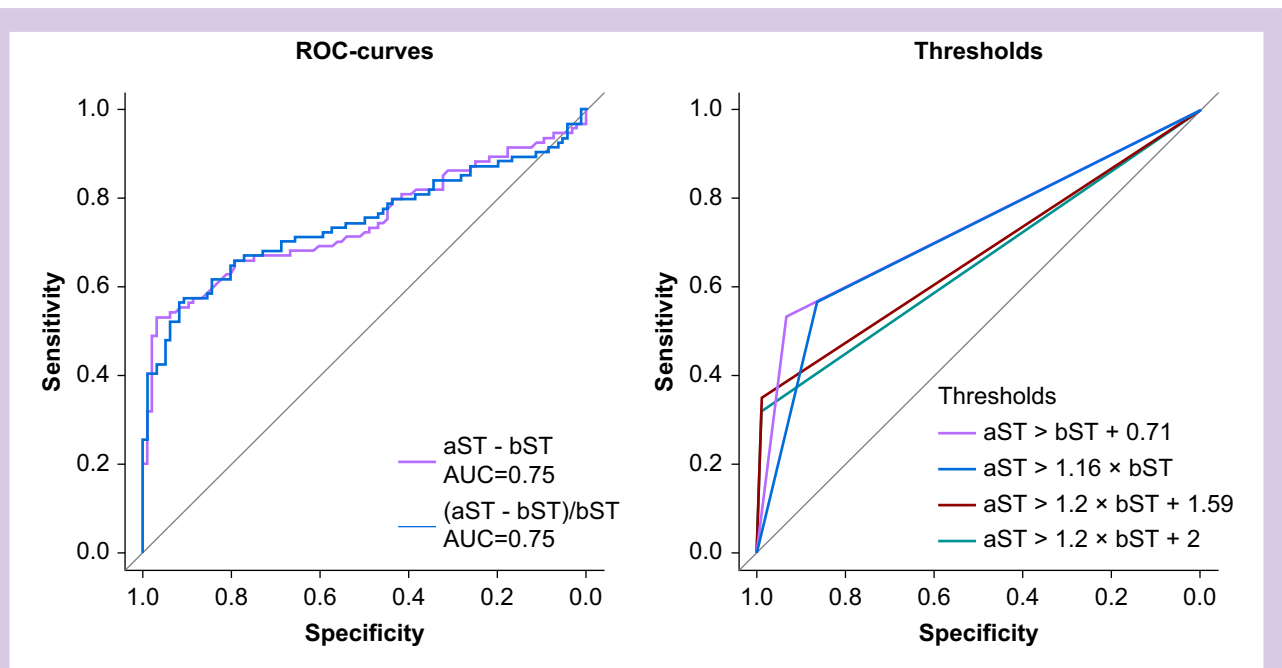 ROC-curves
Sensitivity
1.0
0.8
0.6
0.4
0.2
0.0
aST - bST
AUC=0.75
(aST - bST)/bST
AUC=0.75
1.0 0.8 0.6 0.4 0.2 0.0
Specificity
Thresholds
Sensitivity
1.0
0.8
0.6
0.4
0.2
0.0
Thresholds
aST > bST + 0.71
aST > 1.16 × bST
aST > 1.2 × bST + 1.59
aST > 1.2 × bST + 2
1.0 0.8 0.6 0.4 0.2 0.0
Specificity